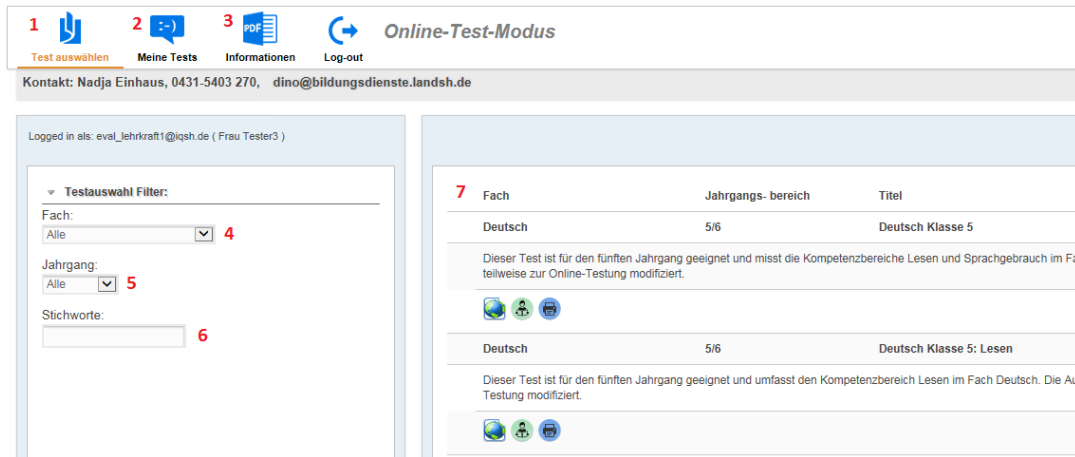 1 2 :-) 3 PDF Online-Test-Modus
Test auswählen Meine Tests Informationen Log-out
Kontakt: Nadja Einhaus, 0431-5403 270, dino@bildungsdienste.landsh.de
Logged in als: eval_lehrkraft1@iqsh.de ( Frau Tester3 )
Testauswahl Filter:
Fach:
Alle 4
Jahrgang:
Alle 5
Stichworte:
6
7 Fach Jahrgangs- bereich Titel
Deutsch 5/6 Deutsch Klasse 5
Dieser Test ist für den fünften Jahrgang geeignet und misst die Kompetenzbereiche Lesen und Sprachgebrauch im
teilweise zur Online-Testung modifiziert.
Deutsch 5/6 Deutsch Klasse 5: Lesen
Dieser Test ist für den fünften Jahrgang geeignet und umfasst den Kompetenzbereich Lesen im Fach Deutsch. Die
Testung modifiziert.